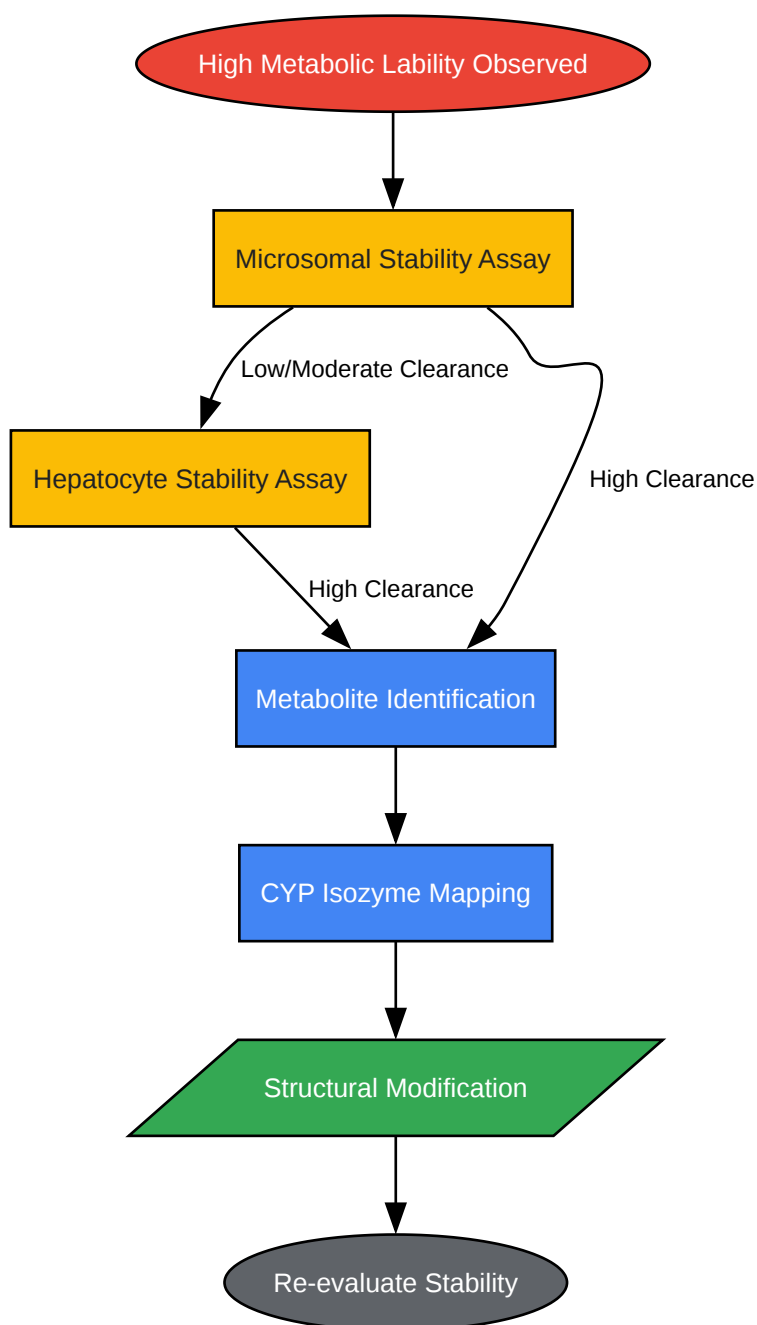 High Metabolic Lability Observed
Microsomal Stability Assay
Low/Moderate Clearance
Hepatocyte Stability Assay
High Clearance
High Clearance
Metabolite Identification
CYP Isozyme Mapping
Structural Modification
Re-evaluate Stability